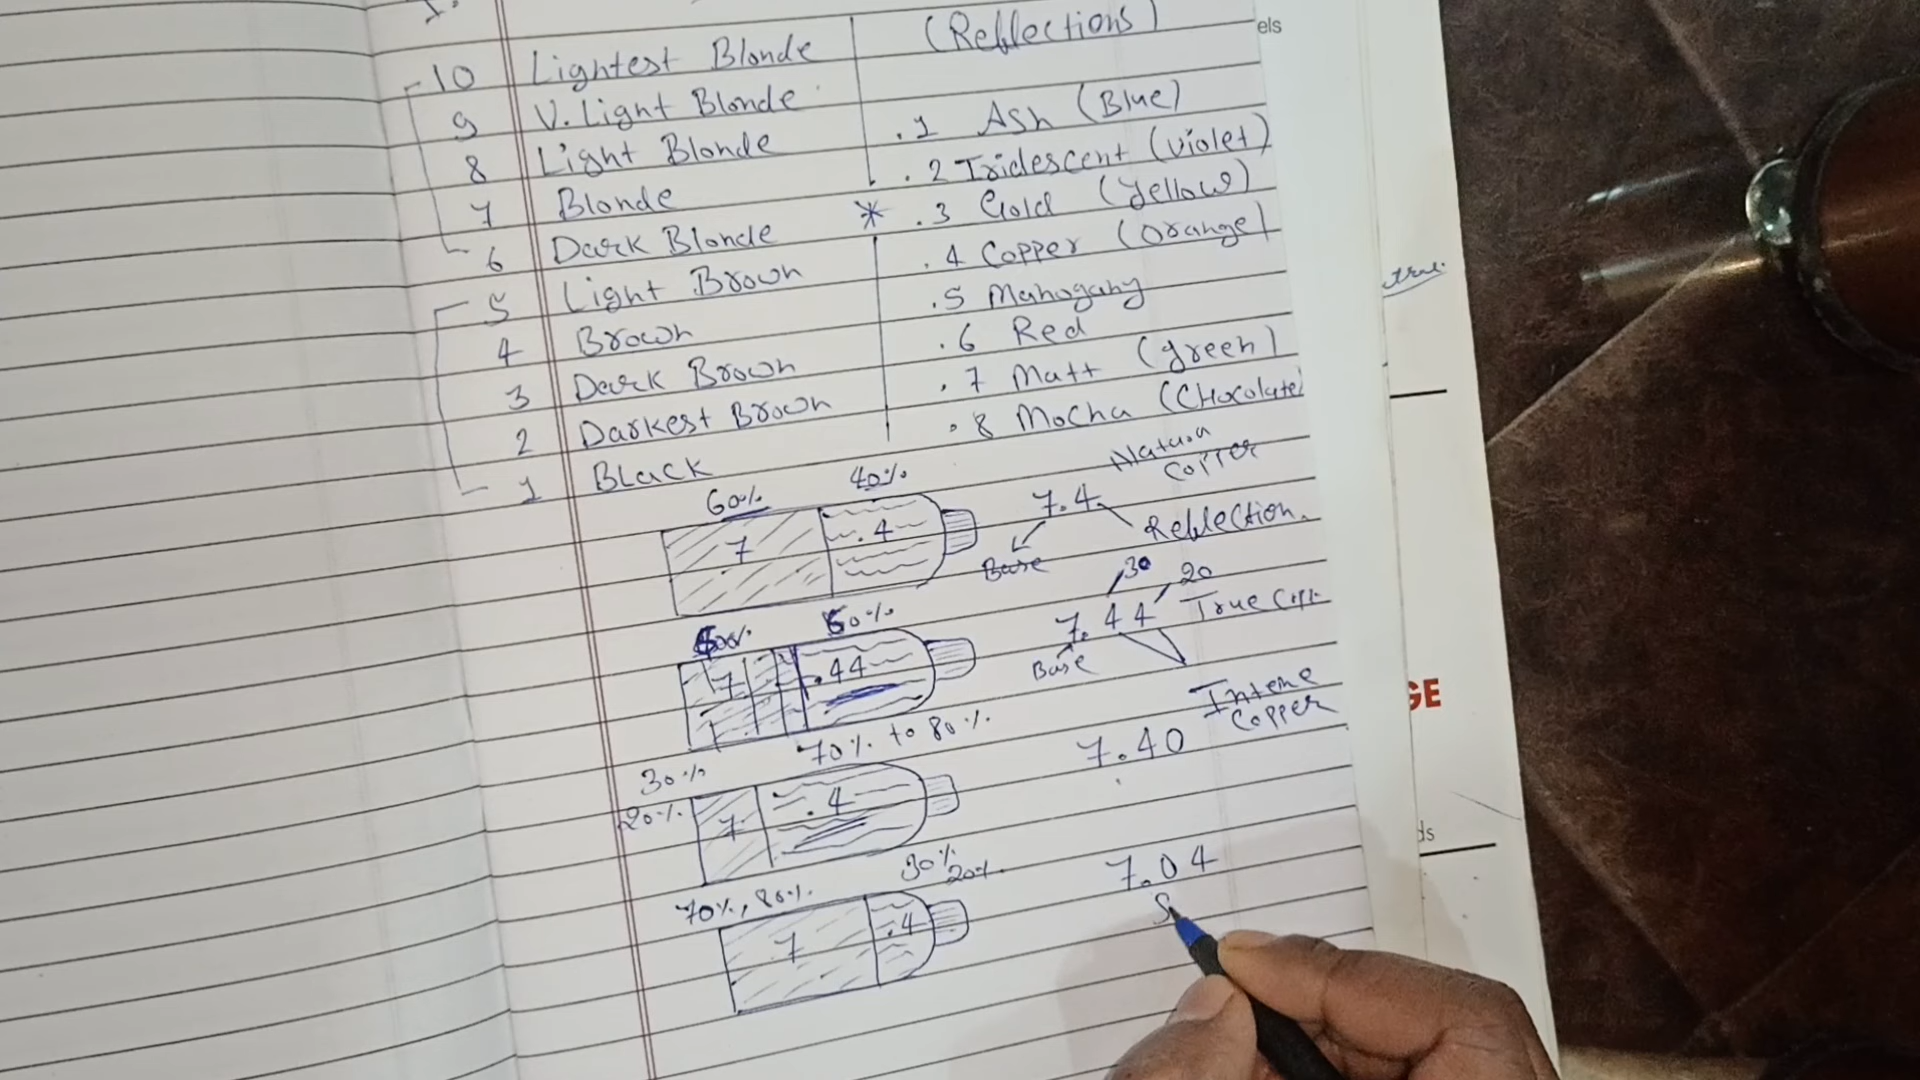 (Reflections)
els
10 Lightest Blonde
9 V. Light Blonde
8 Light Blonde
7 Blonde
6 Dark Blonde
5 Light Brown
4 Brown
3 Dark Brown
2 Darkest Brown
1 Black
.1 Ash (Blue)
.2 Iridescent (violet)
* .3 Gold (yellow)
.4 Copper (Orange)
.5 Mahogany
.6 Red
.7 Matt (green)
.8 Mocha (CHocolate)
60% 40%
7 .4
7.4
Copper
Base
Reflection.
60%
7 .44
30 20
7.44
True
Base
30% 70% to 80%
20%
7 .4
7.40
Copper
GE
ds
70%, 80% 30% 20%
7 .4
7.04
S